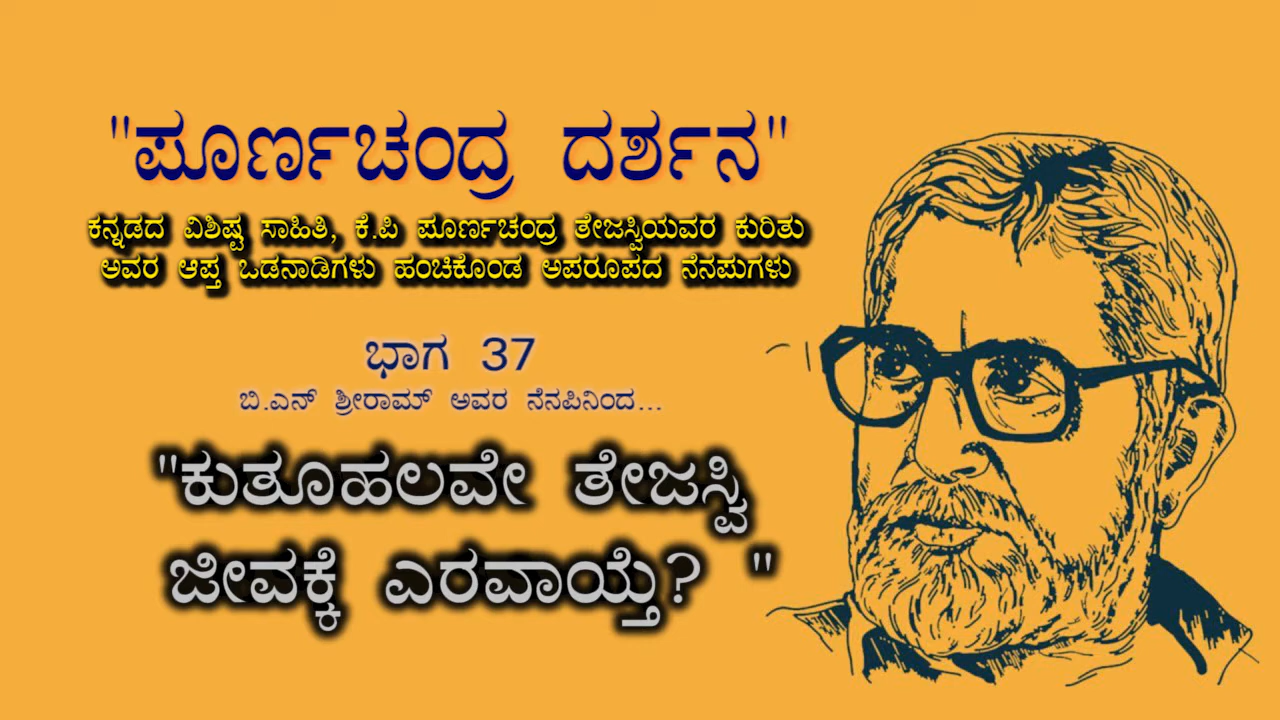 "ಪೂರ್ಣಚಂದ್ರ ದರ್ಶನ"
ಕನ್ನಡದ ವಿಶಿಷ್ಟ ಸಾಹಿತಿ, ಕೆ.ಪಿ ಪೂರ್ಣಚಂದ್ರ ತೇಜಸ್ವಿಯವರ ಕುರಿತು
ಅವರ ಆಪ್ತ ಒಡನಾಡಿಗಳು ಹಂಚಿಕೊಂಡ ಅಪರೂಪದ ನೆನಪುಗಳು
ಭಾಗ 37
ಬಿ.ಎನ್ ಶ್ರೀರಾಮ್ ಅವರ ನೆನಪಿನಿಂದ...
"ಕುತೂಹಲವೇ ತೇಜಸ್ವಿ
ಜೀವಕ್ಕೆ ಎರವಾಯ್ತೆ? "